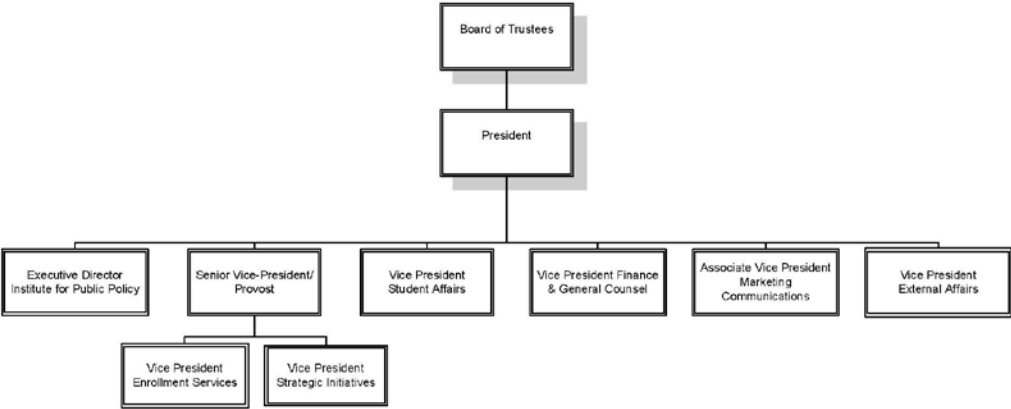 Board of Trustees
President
Executive Director
Institute for Public Policy
Senior Vice-President/
Provost
Vice President
Student Affairs
Vice President Finance
& General Counsel
Associate Vice President
Marketing
Communications
Vice President
External Affairs
Vice President
Enrollment Services
Vice President
Strategic Initiatives